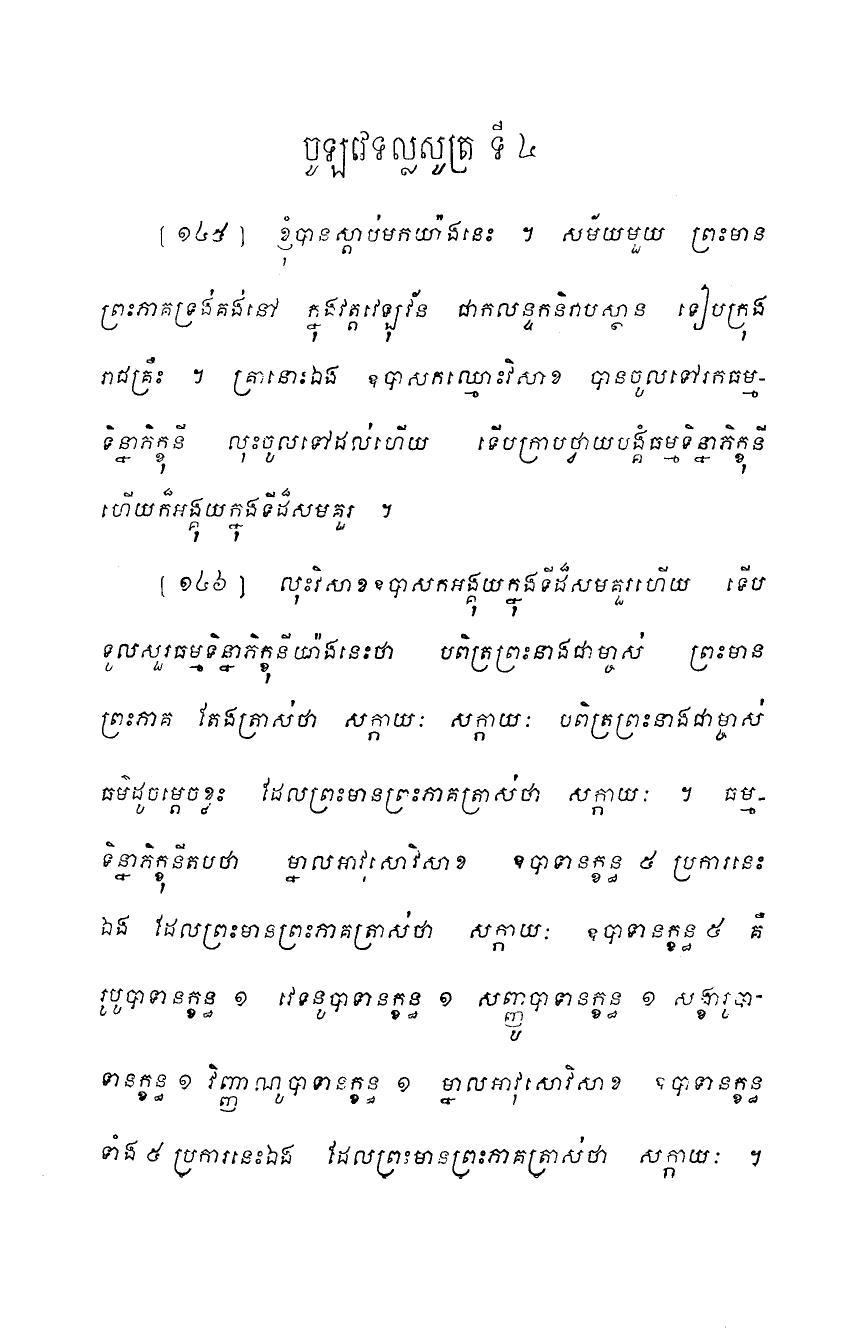 ចូឡវេទល្លសូត្រ ទី ៤
[ ១៤៥ ] ខ្ញុំបានស្តាប់មកយ៉ាងនេះ ។ សម័យមួយ ព្រះមាន
ព្រះភាគទ្រង់គង់នៅ ក្នុងវត្តវេឡុវ័ន ជាកលន្ទកនិវាបស្ថាន ទៀបក្រុង
រាជគ្រឹះ ។ គ្រានោះឯង ឧបាសកឈ្មោះវិសាខ បានចូលទៅរកធម្ម-
ទិន្នាភិក្ខុនី លុះចូលទៅដល់ហើយ ទើបក្រាបថ្វាយបង្គំធម្មទិន្នាភិក្ខុនី
ហើយក៏អង្គុយក្នុងទីដ៏សមគួរ ។
[ ១៤៦ ] លុះវិសាខឧបាសកអង្គុយក្នុងទីដ៏សមគួរហើយ ទើប
ទូលសួរធម្មទិន្នាភិក្ខុនីយ៉ាងនេះថា បពិត្រព្រះនាងជាម្ចាស់ ព្រះមាន
ព្រះភាគ តែងត្រាស់ថា សក្កាយៈ សក្កាយៈ បពិត្រព្រះនាងជាម្ចាស់
ធម៌ដូចម្តេចខ្លះ ដែលព្រះមានព្រះភាគត្រាស់ថា សក្កាយៈ ។ ធម្ម-
ទិន្នាភិក្ខុនីតបថា ម្នាលអាវុសោវិសាខ ឧបាទានក្ខន្ធ ៥ ប្រការនេះ
ឯង ដែលព្រះមានព្រះភាគត្រាស់ថា សក្កាយៈ ឧបាទានក្ខន្ធ ៥ គឺ
រូបូបាទានក្ខន្ធ ១ វេទនូបាទានក្ខន្ធ ១ សញ្ញូបាទានក្ខន្ធ ១ សង្ខារូបា-
ទានក្ខន្ធ ១ វិញ្ញាណូបាទានក្ខន្ធ ១ ម្នាលអាវុសោវិសាខ ឧបាទានក្ខន្ធ
ទាំង ៥ ប្រការនេះឯង ដែលព្រះមានព្រះភាគត្រាស់ថា សក្កាយៈ ។